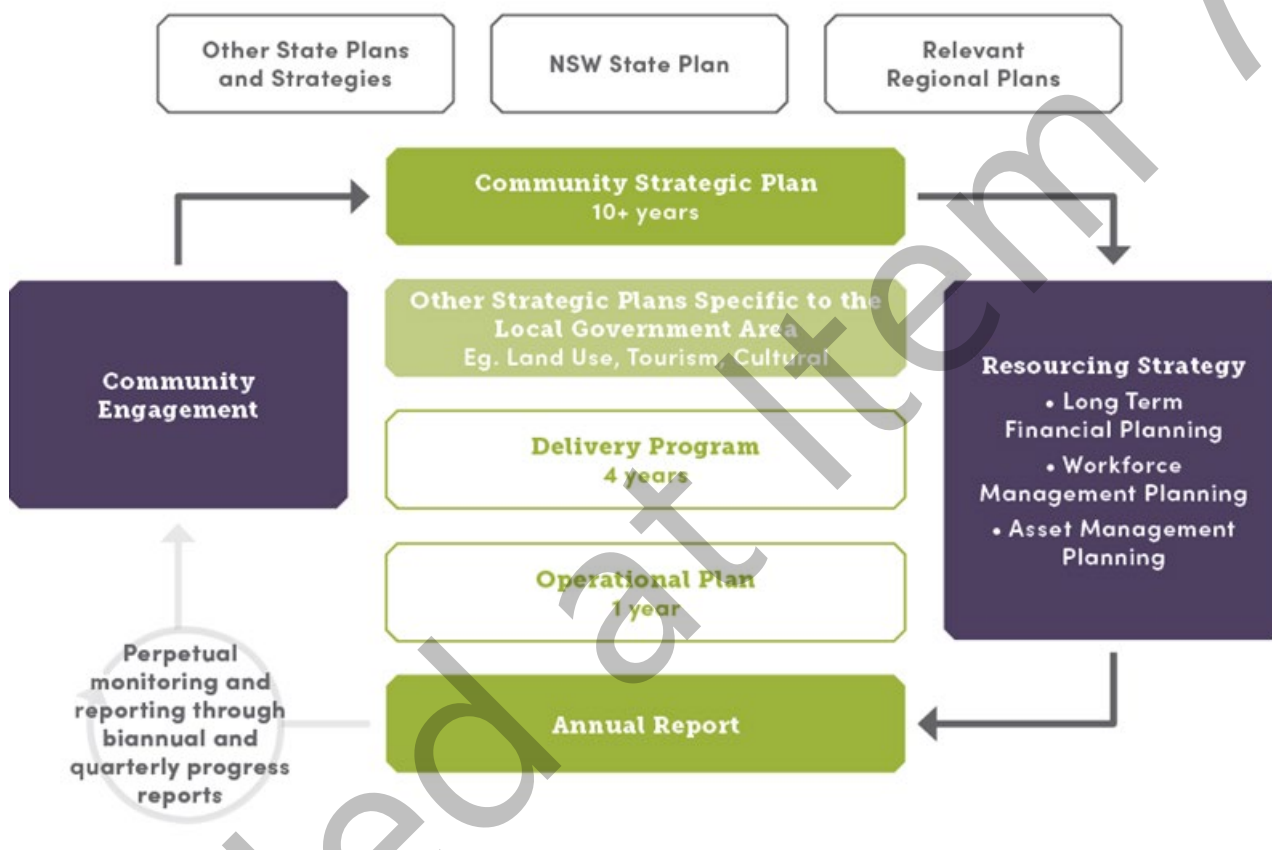 Other State Plans
and Strategies
NSW State Plan
Relevant
Regional Plans
Community Strategic Plan
10+ years
Other Strategic Plans Specific to the
Local Government Area
Eg. Land Use, Tourism, Cultural
Community
Engagement
Resourcing Strategy
• Long Term
Financial Planning
• Workforce
Management Planning
• Asset Management
Planning
Delivery Program
4 years
Operational Plan
1 year
Annual Report
Perpetual
monitoring and
reporting through
biannual and
quarterly progress
reports
at Item